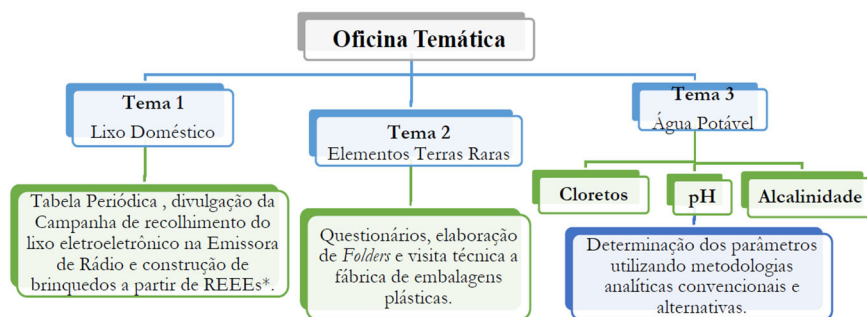 Oficina Temática
Tema 1
Lixo Doméstico
Tabela Periódica , divulgação da
Campanha de recolhimento do
lixo eletroeletrônico na Emissora
de Rádio e construção de
brinquedos a partir de REEEs*.
Tema 2
Elementos Terras Raras
Questionários, elaboração
de Folders e visita técnica a
fábrica de embalagens
plásticas.
Tema 3
Água Potável
Cloretos
pH
Alcalinidade
Determinação dos parâmetros
utilizando metodologias
analíticas convencionais e
alternativas.